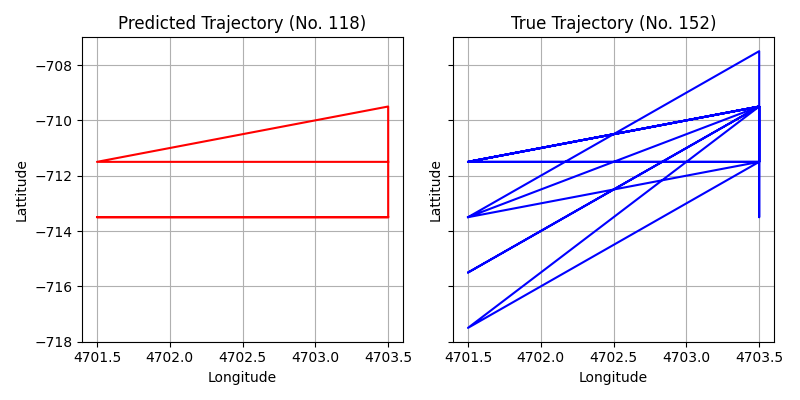 Predicted Trajectory (No. 118)
True Trajectory (No. 152)
−708
−710
−712
−714
−716
−718
Lattitude
Lattitude
4701.5 4702.0 4702.5 4703.0 4703.5
4701.5 4702.0 4702.5 4703.0 4703.5
Longitude
Longitude